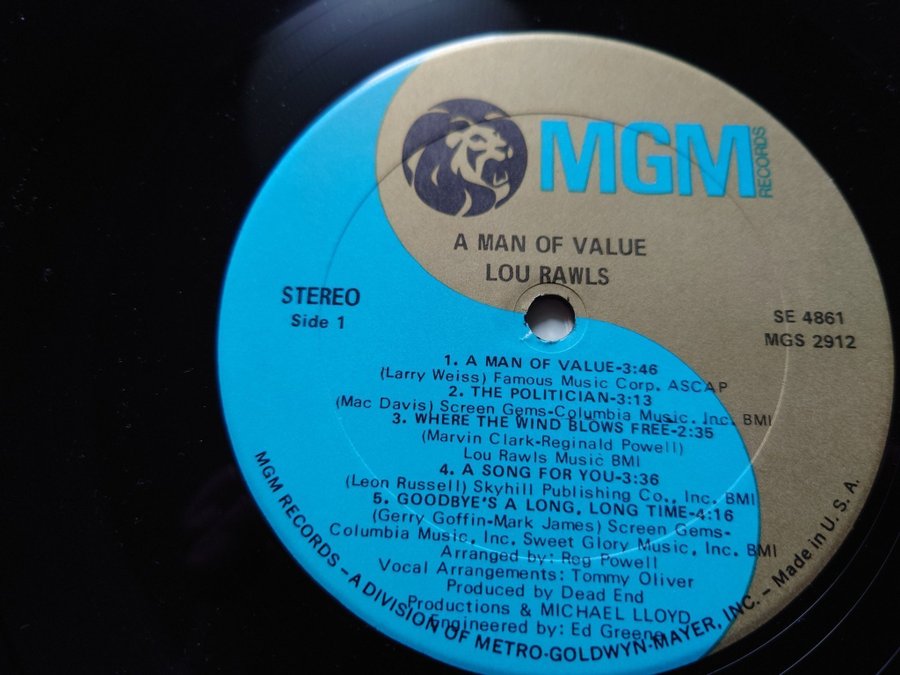 MGM
RECORDS
A MAN OF VALUE
LOU RAWLS
STEREO
Side 1
SE 4861
MGS 2912
1. A MAN OF VALUE-3:46
(Larry Weiss) Famous Music Corp. ASCAP
2. THE POLITICIAN-3:13
(Mac Davis) Screen Gems-Columbia Music, Inc. BMI
3. WHERE THE WIND BLOWS FREE-2:35
(Marvin Clark-Reginald Powell)
Lou Rawls Music BMI
4. A SONG FOR YOU-3:36
(Leon Russell) Skyhill Publishing Co., Inc. BMI
5. GOODBYE'S A LONG, LONG TIME-4:16
(Gerry Goffin-Mark James) Screen Gems-
Columbia Music, Inc. Sweet Glory Music, Inc. BMI
Arranged by: Reg Powell
Vocal Arrangements: Tommy Oliver
Produced by Dead End
Productions & MICHAEL LLOYD
Engineered by: Ed Greene
MGM RECORDS – A DIVISION OF METRO-GOLDWYN-MAYER, INC. – Made in U. S. A.